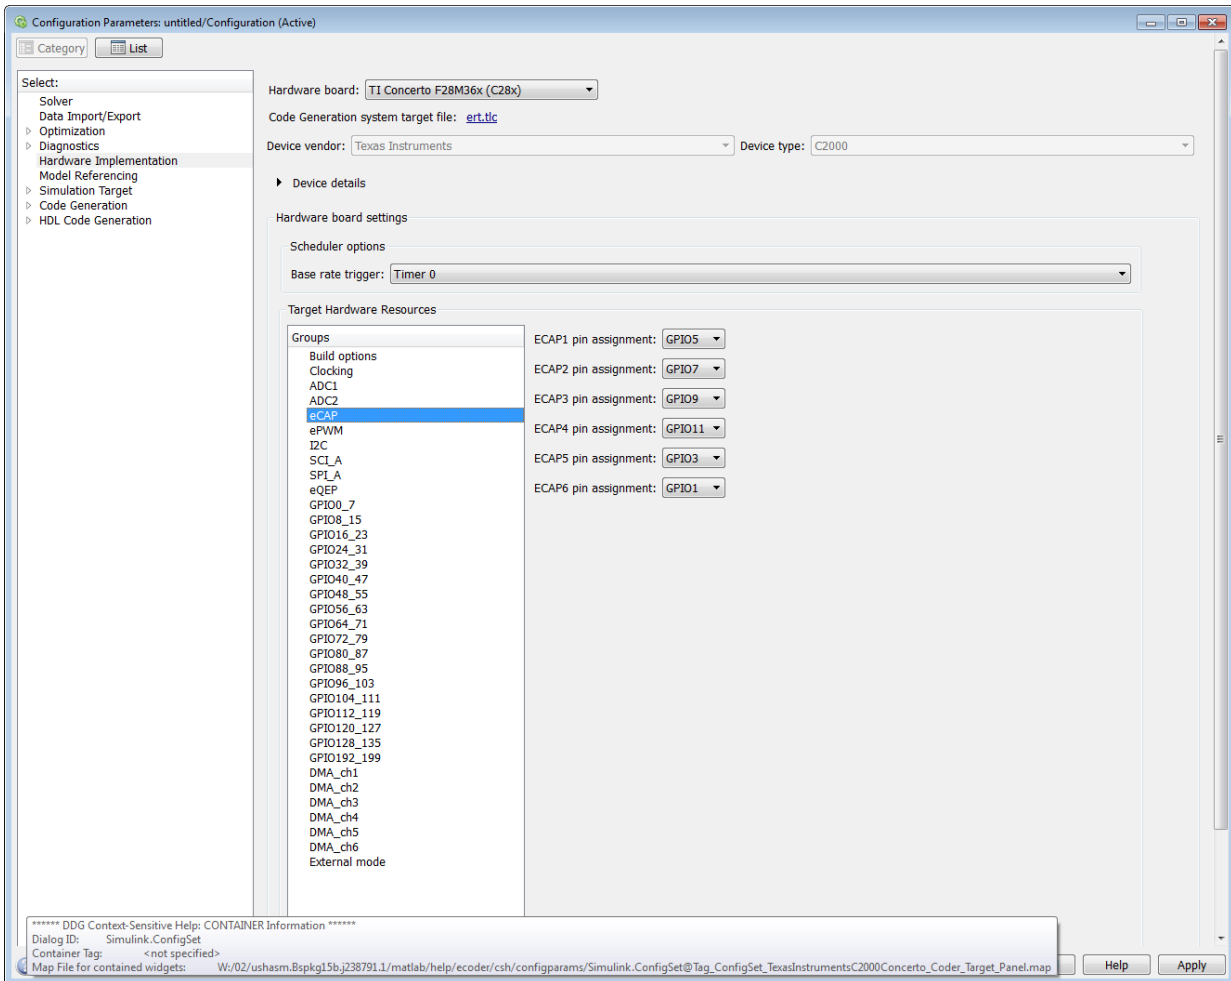 Configuration Parameters: untitled/Configuration (Active)
Category List
Select:
Solver
Data Import/Export
Optimization
Diagnostics
Hardware Implementation
Model Referencing
Simulation Target
Code Generation
HDL Code Generation
Hardware board: TI Concerto F28M36x (C28x)
Code Generation system target file: ert.tlc
Device vendor: Texas Instruments Device type: C2000
Device details
Hardware board settings
Scheduler options
Base rate trigger: Timer 0
Target Hardware Resources
Groups
Build options
Clocking
ADC1
ADC2
eCAP
ePWM
I2C
SCI_A
SPI_A
eQEP
GPIO0_7
GPIO8_15
GPIO16_23
GPIO24_31
GPIO32_39
GPIO40_47
GPIO48_55
GPIO56_63
GPIO64_71
GPIO72_79
GPIO80_87
GPIO88_95
GPIO96_103
GPIO104_111
GPIO112_119
GPIO120_127
GPIO128_135
GPIO192_199
DMA_ch1
DMA_ch2
DMA_ch3
DMA_ch4
DMA_ch5
DMA_ch6
External mode
ECAP1 pin assignment: GPIO5
ECAP2 pin assignment: GPIO7
ECAP3 pin assignment: GPIO9
ECAP4 pin assignment: GPIO11
ECAP5 pin assignment: GPIO3
ECAP6 pin assignment: GPIO1
****** DDG Context-Sensitive Help: CONTAINER Information ******
Dialog ID: Simulink.ConfigSet
Container Tag: <not specified>
Map File for contained widgets: W:/02/ushasm.Bspkg15b.j238791.1/matlab/help/ecoder/csh/configparams/Simulink.ConfigSet@Tag_ConfigSet_TexasInstrumentsC2000Concerto_Coder_Target_Panel.map
Help Apply